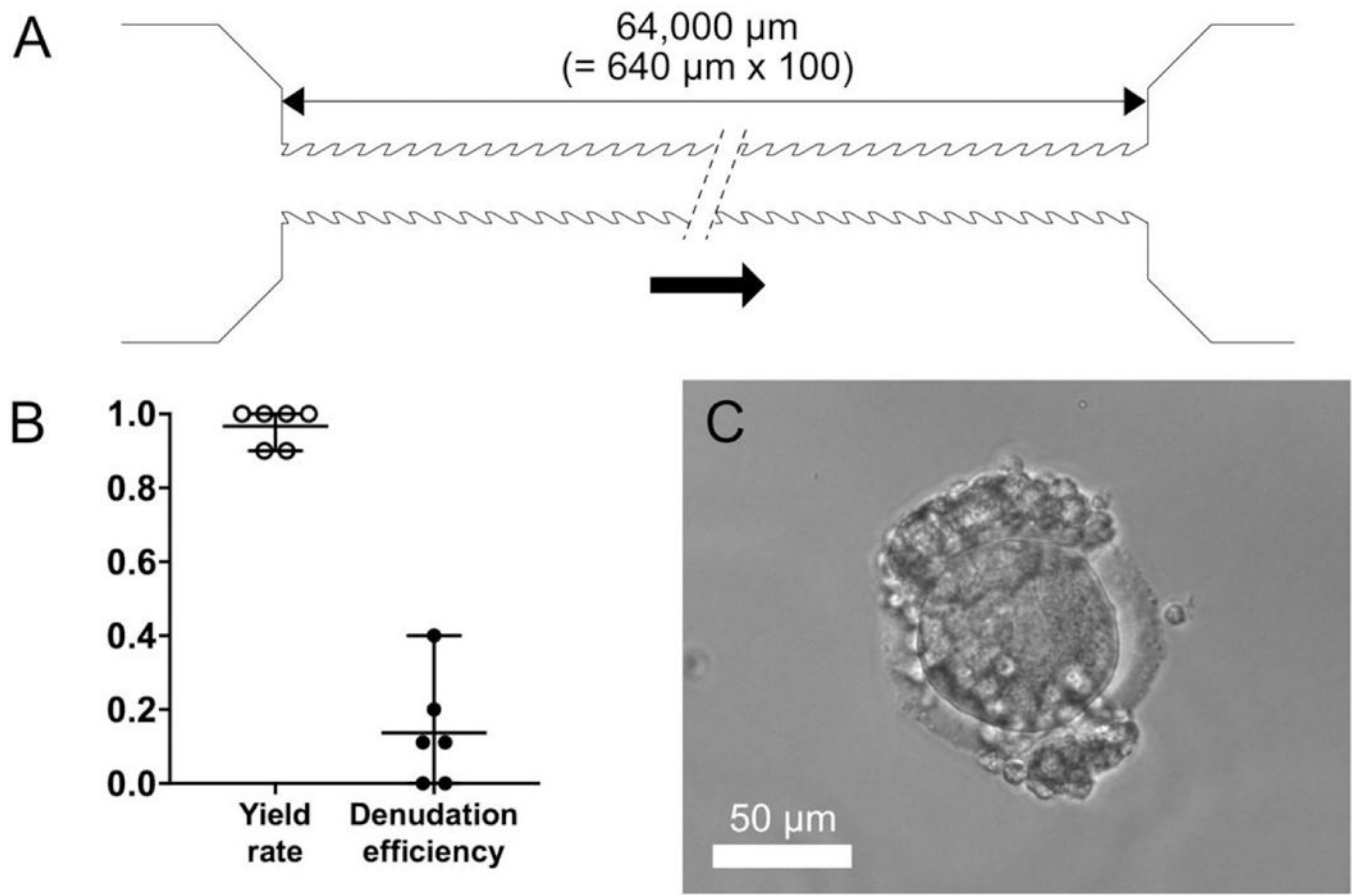 A
64,000 µm
(= 640 µm x 100)
B
1.0
0.8
0.6
0.4
0.2
0.0
Yield
rate
Denudation
efficiency
C
50 µm